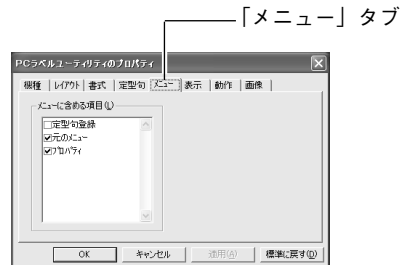 「メニュー」タブ
PCラベルユーティリティのプロパティ
機種 レイアウト 書式 定型句 メニュー 表示 動作 画像
メニューに含める項目(L)
定型句登録
元のメニュー
プロパティ
OK キャンセル 適用(A) 標準に戻す(D)